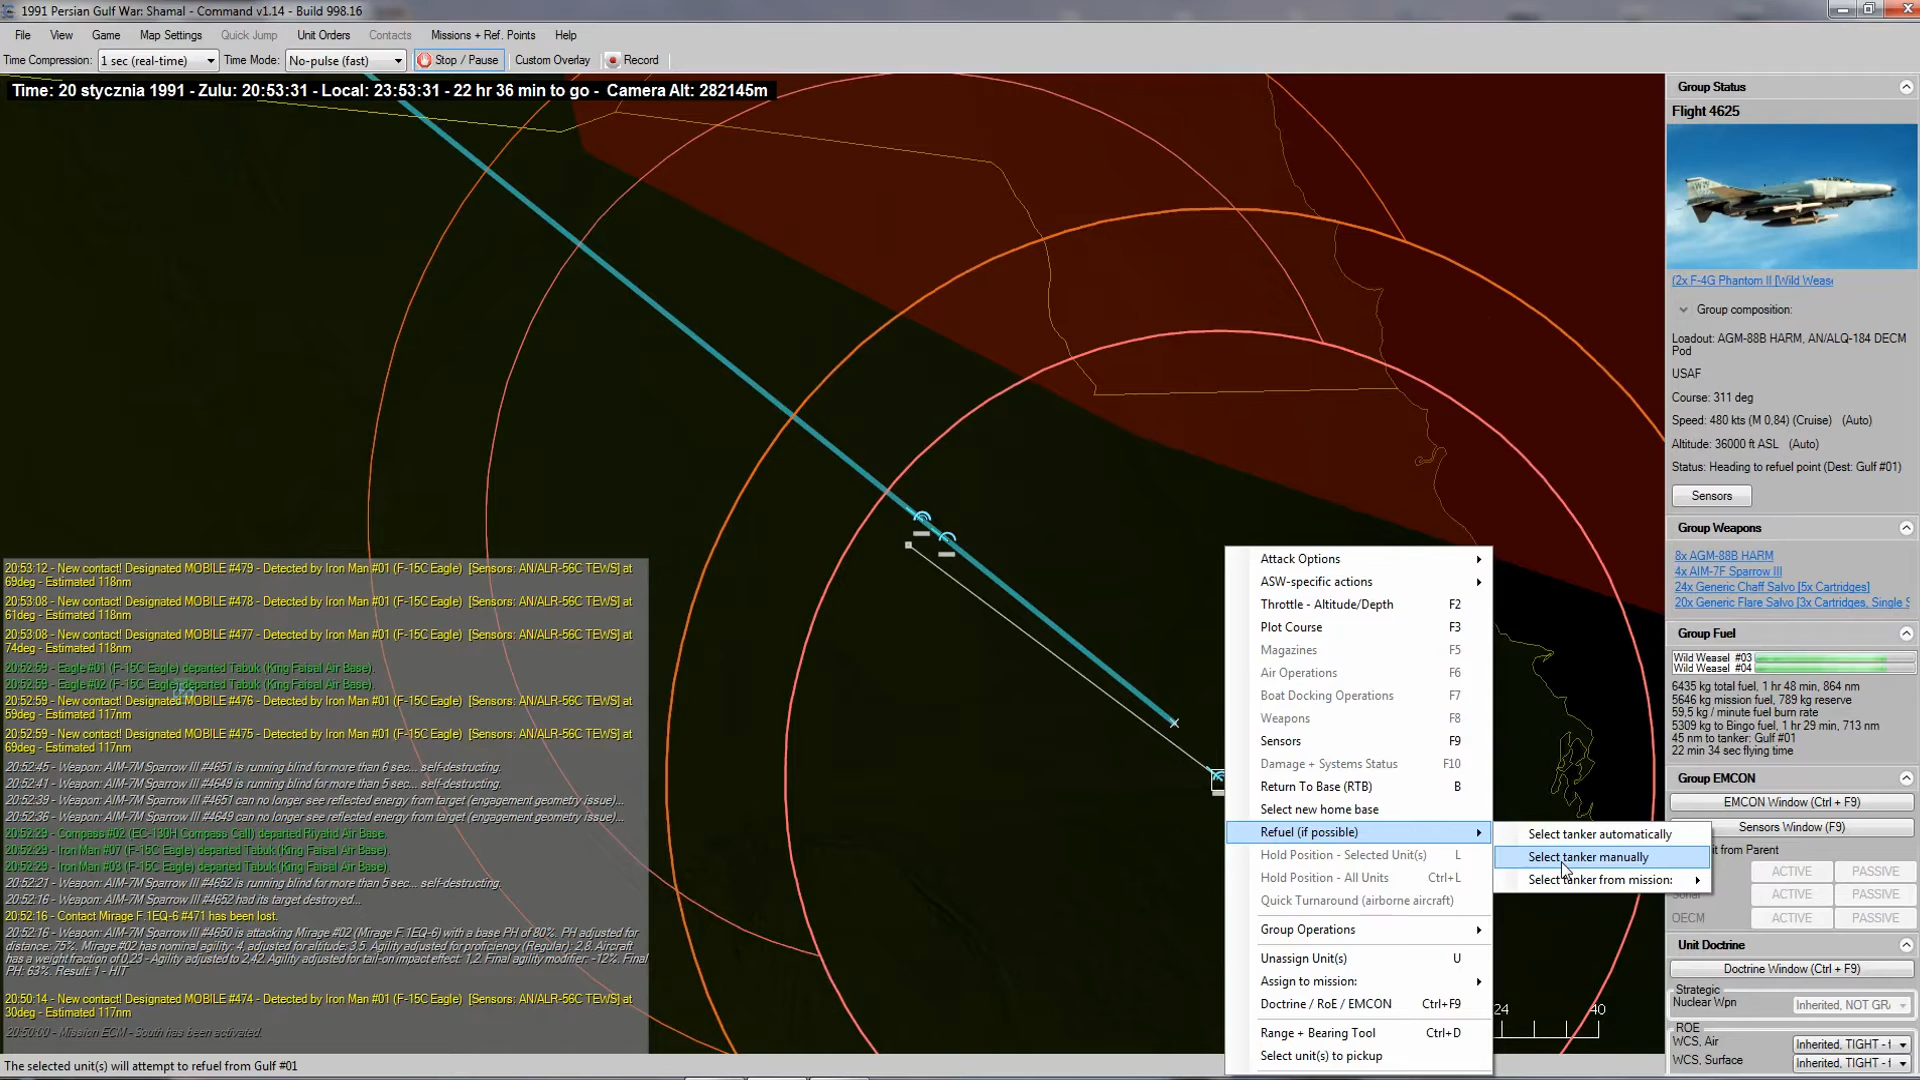 1991 Persian Gulf War: Shamal - Command v1.14 - Build 998.16
File View Game Map Settings Quick Jump Unit Orders Contacts Missions + Ref. Points Help
Time Compression: 1 sec (real-time) Time Mode: No-pulse (fast) Stop / Pause Custom Overlay Record
Time: 20 stycznia 1991 - Zulu: 20:53:31 - Local: 23:53:31 - 22 hr 36 min to go - Camera Alt: 282145m
20:53:12 - New contact! Designated MOBILE #479 - Detected by Iron Man #01 (F-15C Eagle) [Sensors: AN/ALR-56C TEWS] at
69deg - Estimated 118nm
20:53:08 - New contact! Designated MOBILE #478 - Detected by Iron Man #01 (F-15C Eagle) [Sensors: AN/ALR-56C TEWS] at
61deg - Estimated 118nm
20:53:08 - New contact! Designated MOBILE #477 - Detected by Iron Man #01 (F-15C Eagle) [Sensors: AN/ALR-56C TEWS] at
74deg - Estimated 118nm
20:52:59 - Eagle #01 (F-15C Eagle) departed Tabuk (King Faisal Air Base).
20:52:59 - Eagle #02 (F-15C Eagle) departed Tabuk (King Faisal Air Base).
20:52:59 - New contact! Designated MOBILE #476 - Detected by Iron Man #01 (F-15C Eagle) [Sensors: AN/ALR-56C TEWS] at
59deg - Estimated 117nm
20:52:59 - New contact! Designated MOBILE #475 - Detected by Iron Man #01 (F-15C Eagle) [Sensors: AN/ALR-56C TEWS] at
69deg - Estimated 117nm
20:52:45 - Weapon: AIM-7M Sparrow III #4651 is running blind for more than 6 sec... self-destructing.
20:52:41 - Weapon: AIM-7M Sparrow III #4649 is running blind for more than 5 sec... self-destructing.
20:52:39 - Weapon: AIM-7M Sparrow III #4651 can no longer see reflected energy from target (engagement geometry issue)...
20:52:36 - Weapon: AIM-7M Sparrow III #4649 can no longer see reflected energy from target (engagement geometry issue)...
20:52:29 - Compass #02 (EC-130H Compass Call) departed Riyahd Air Base.
20:52:29 - Iron Man #07 (F-15C Eagle) departed Tabuk (King Faisal Air Base).
20:52:29 - Iron Man #03 (F-15C Eagle) departed Tabuk (King Faisal Air Base).
20:52:21 - Weapon: AIM-7M Sparrow III #4652 is running blind for more than 5 sec... self-destructing.
20:52:16 - Weapon: AIM-7M Sparrow III #4652 had its target destroyed...
20:52:16 - Contact Mirage F.1EQ-6 #471 has been lost.
20:52:16 - Weapon: AIM-7M Sparrow III #4650 is attacking Mirage #02 (Mirage F.1EQ-6) with a base PH of 80%. PH adjusted for
distance: 75%. Mirage #02 has nominal agility: 4, adjusted for altitude: 3,5. Agility adjusted for proficiency (Regular): 2,8. Aircraft
has a weight fraction of 0,23 - Agility adjusted to 2,42. Agility adjusted for tail-on impact effect: 1,2. Final agility modifier: -12%. Final
PH: 63%. Result: 1 - HIT
20:50:14 - New contact! Designated MOBILE #474 - Detected by Iron Man #01 (F-15C Eagle) [Sensors: AN/ALR-56C TEWS] at
30deg - Estimated 117nm
20:50:00 - Mission ECM - South has been activated.
The selected unit(s) will attempt to refuel from Gulf #01
Attack Options
ASW-specific actions
Throttle - Altitude/Depth F2
Plot Course F3
Magazines F5
Air Operations F6
Boat Docking Operations F7
Weapons F8
Sensors F9
Damage + Systems Status F10
Return To Base (RTB) B
Select new home base
Refuel (if possible)
Hold Position - Selected Unit(s) L
Hold Position - All Units Ctrl+L
Quick Turnaround (airborne aircraft)
Group Operations
Unassign Unit(s) U
Assign to mission:
Doctrine / RoE / EMCON Ctrl+F9
Range + Bearing Tool Ctrl+D
Select unit(s) to pickup
Select tanker automatically
Select tanker manually
Select tanker from mission:
24 40
Group Status
Flight 4625
(2x F-4G Phantom II [Wild Wease
Group composition:
Loadout: AGM-88B HARM, AN/ALQ-184 DECM
Pod
USAF
Course: 311 deg
Speed: 480 kts (M 0,84) (Cruise) (Auto)
Altitude: 36000 ft ASL (Auto)
Status: Heading to refuel point (Dest: Gulf #01)
Sensors
Group Weapons
8x AGM-88B HARM
4x AIM-7F Sparrow III
24x Generic Chaff Salvo [5x Cartridges]
20x Generic Flare Salvo [3x Cartridges, Single S
Group Fuel
Wild Weasel #03
Wild Weasel #04
6435 kg total fuel, 1 hr 48 min, 864 nm
5646 kg mission fuel, 789 kg reserve
59,5 kg / minute fuel burn rate
5309 kg to Bingo fuel, 1 hr 29 min, 713 nm
45 nm to tanker: Gulf #01
22 min 34 sec flying time
Group EMCON
EMCON Window (Ctrl + F9)
Sensors Window (F9)
it from Parent
ACTIVE PASSIVE
ACTIVE PASSIVE
OECM ACTIVE PASSIVE
Unit Doctrine
Doctrine Window (Ctrl + F9)
Strategic
Nuclear Wpn Inherited, NOT GR
ROE
WCS, Air Inherited, TIGHT - f
WCS, Surface Inherited, TIGHT - f